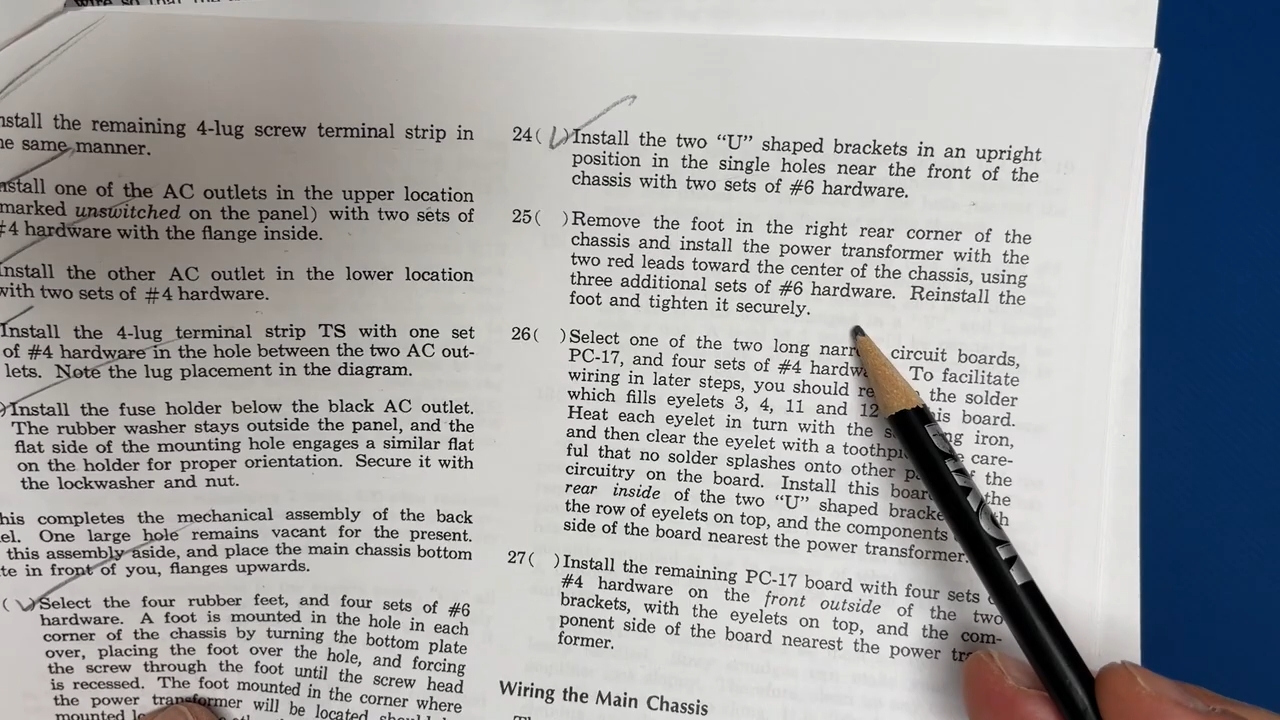 nstall the remaining 4-lug screw terminal strip in
same manner.
nstall one of the AC outlets in the upper location
marked unswitched on the panel) with two sets of
#4 hardware with the flange inside.
Install the other AC outlet in the lower location
with two sets of #4 hardware.
Install the 4-lug terminal strip TS with one set
of #4 hardware in the hole between the two AC out-
lets. Note the lug placement in the diagram.
)Install the fuse holder below the black AC outlet.
The rubber washer stays outside the panel, and the
flat side of the mounting hole engages a similar flat
on the holder for proper orientation. Secure it with
the lockwasher and nut.
his completes the mechanical assembly of the back
el. One large hole remains vacant for the present.
this assembly aside, and place the main chassis bottom
te in front of you, flanges upwards.
( )Select the four rubber feet, and four sets of #6
hardware. A foot is mounted in the hole in each
corner of the chassis by turning the bottom plate
over, placing the foot over the hole, and forcing
the screw through the foot until the screw head
is recessed. The foot mounted in the corner where
the power transformer will be located
mounted
24( )Install the two “U” shaped brackets in an upright
position in the single holes near the front of the
chassis with two sets of #6 hardware.
25( )Remove the foot in the right rear corner of the
chassis and install the power transformer with the
two red leads toward the center of the chassis, using
three additional sets of #6 hardware. Reinstall the
foot and tighten it securely.
26( )Select one of the two long narr circuit boards,
PC-17, and four sets of #4 hardw To facilitate
wiring in later steps, you should re the solder
which fills eyelets 3, 4, 11 and 12 his board.
Heat each eyelet in turn with the s ng iron,
and then clear the eyelet with a toothpi care-
ful that no solder splashes onto other p the
circuitry on the board. Install this boar the
rear inside of the two “U” shaped bracke th
the row of eyelets on top, and the components
side of the board nearest the power transformer.
27( )Install the remaining PC-17 board with four sets
#4 hardware on the front outside of the two
brackets, with the eyelets on top, and the com-
ponent side of the board nearest the power tra
former.
Wiring the Main Chassis
DIXON